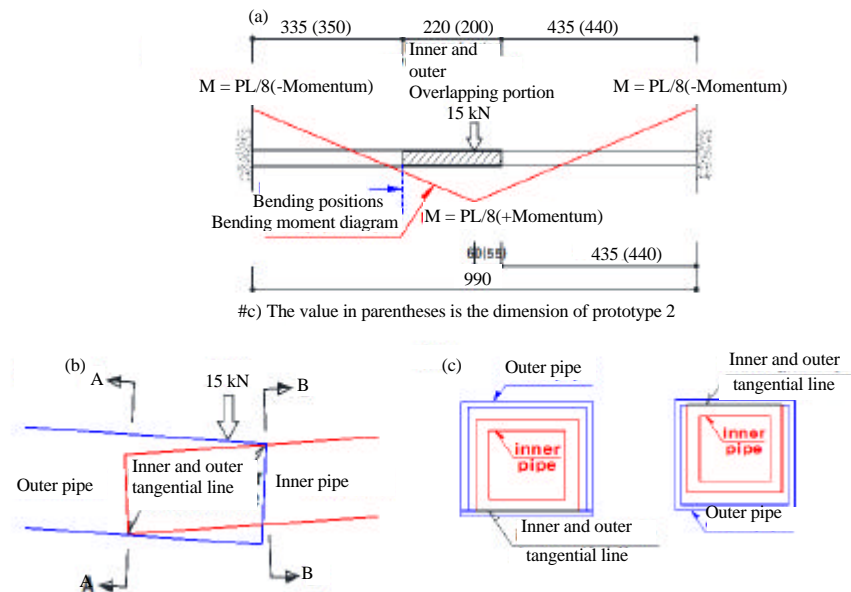 (a)
335 (350)
220 (200)
435 (440)
Inner and
outer
Overlapping portion
M = PL/8(-Momentum)
M = PL/8(-Momentum)
15 kN
Bending positions
Bending moment diagram
M = PL/8(+Momentum)
60(55)
435 (440)
990
#c) The value in parentheses is the dimension of prototype 2
(b)
A
15 kN
B
Inner and outer
tangential line
Outer pipe
Inner pipe
A
B
(c)
Outer pipe
inner
pipe
Inner and outer
tangential line
Inner and outer
tangential line
inner
pipe
Outer pipe